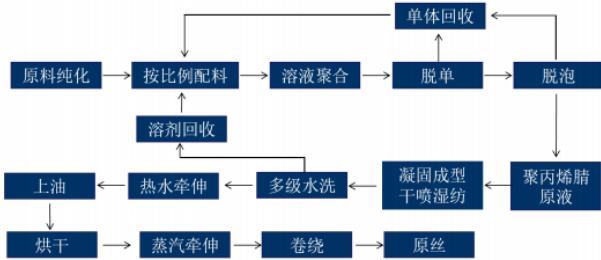 单体回收
原料纯化
按比例配料
溶液聚合
脱单
脱泡
溶剂回收
上油
热水牵伸
多级水洗
凝固成型
干喷湿纺
聚丙烯腈
原液
烘干
蒸汽牵伸
卷绕
原丝